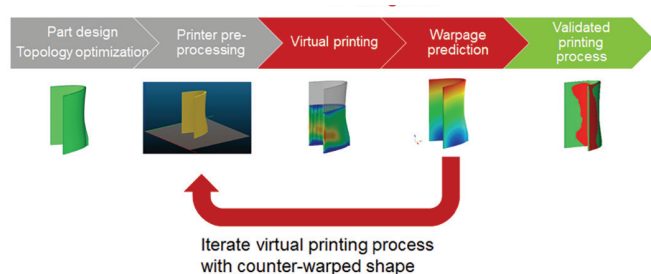 Part design
Topology optimization
Printer pre-
processing
Virtual printing
Warpage
prediction
Validated
printing
process
Iterate virtual printing process
with counter-warped shape